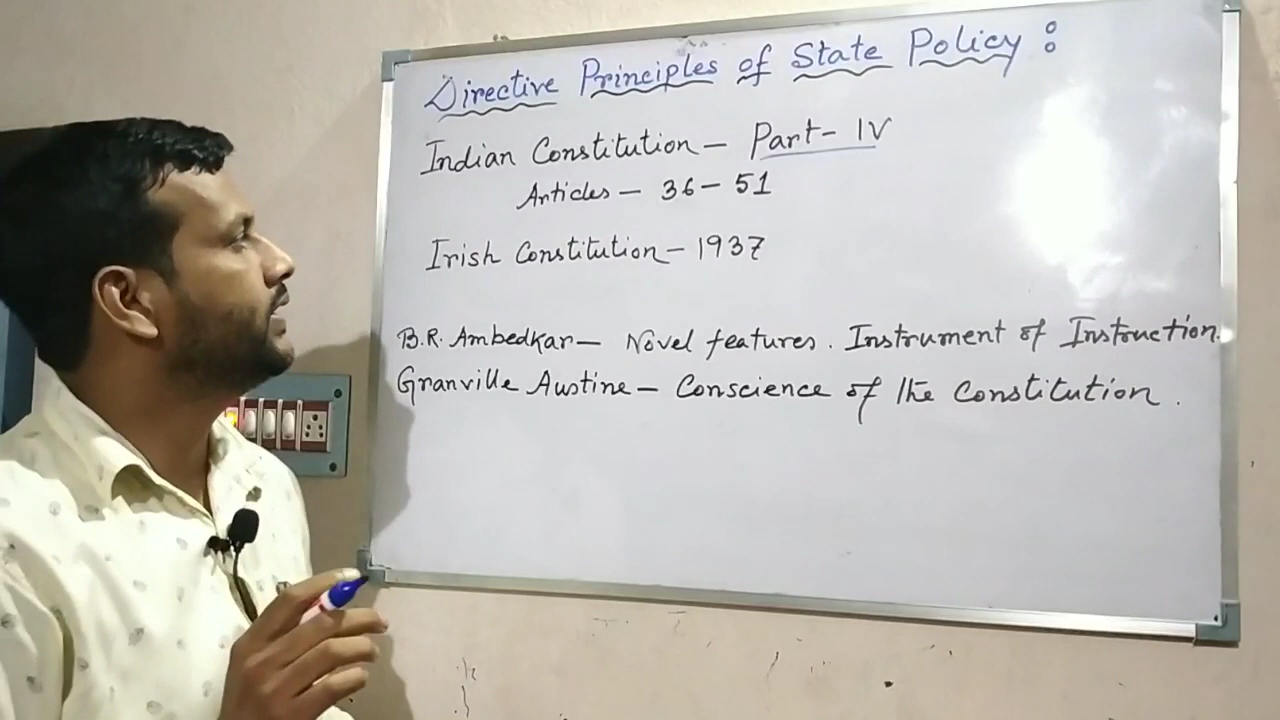 Directive Principles of State Policy :
Indian Constitution – Part – IV
Articles – 36 – 51
Irish Constitution – 1937
B.R. Ambedkar – Novel features. Instrument of Instruction.
Granville Austine – Conscience of the Constitution.